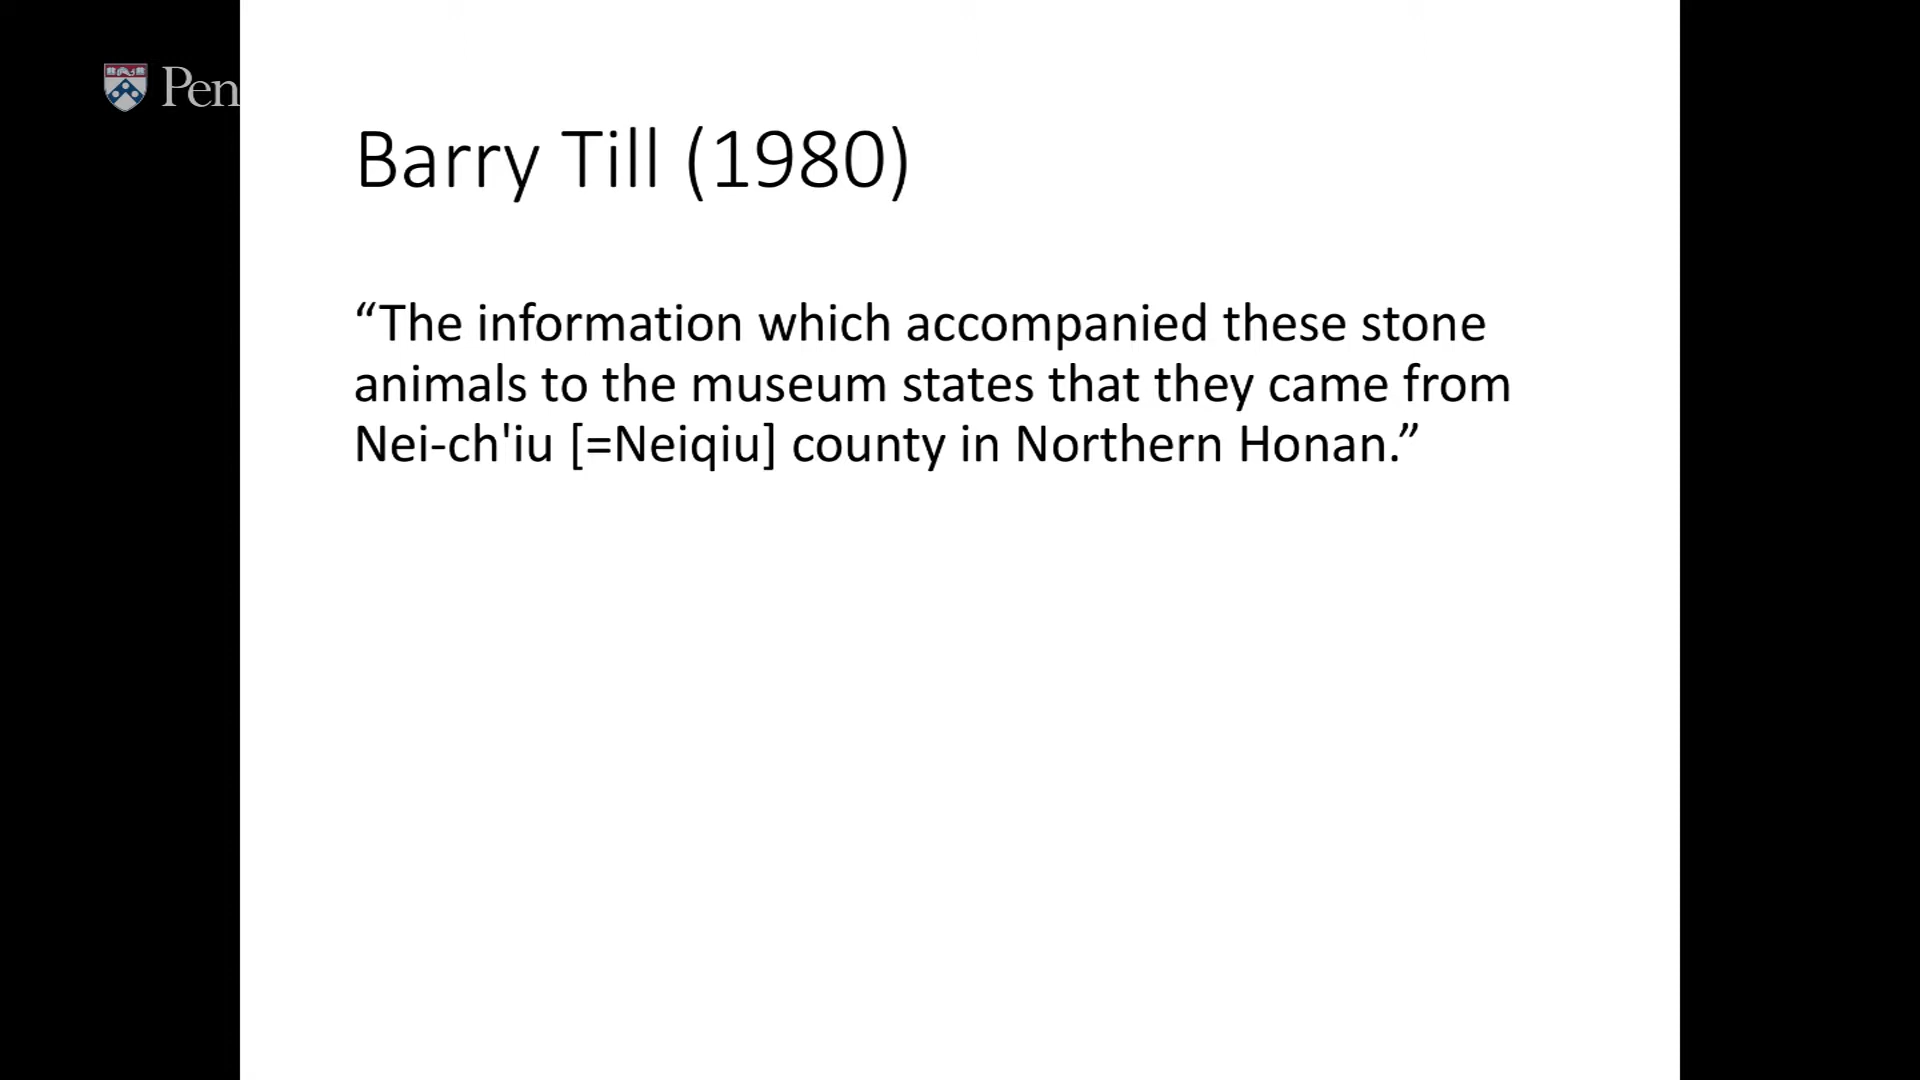 Pen
Barry Till (1980)
“The information which accompanied these stone
animals to the museum states that they came from
Nei-ch'iu [=Neiqiu] county in Northern Honan.”